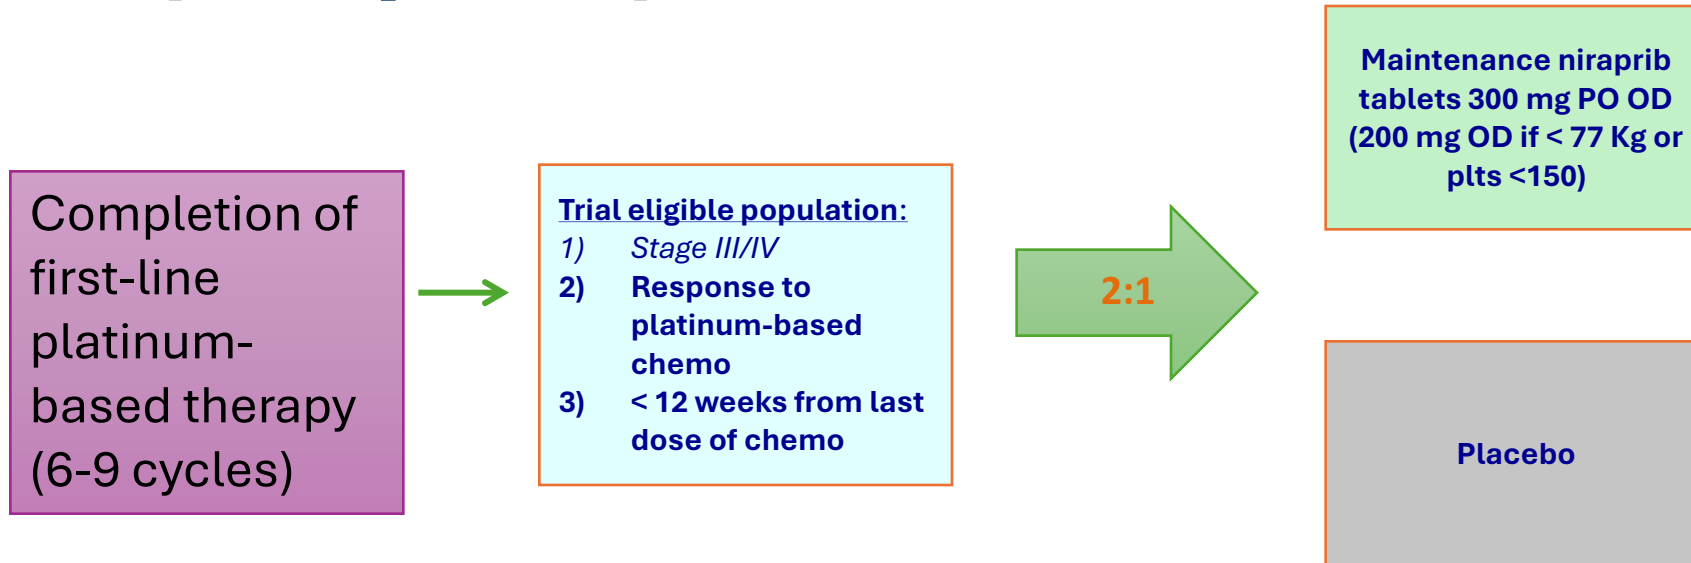 Completion of
first-line
platinum-
based therapy
(6-9 cycles)
Trial eligible population:
1) Stage III/IV
2) Response to
platinum-based
chemo
3) < 12 weeks from last
dose of chemo
2:1
Maintenance niraprib
tablets 300 mg PO OD
(200 mg OD if < 77 Kg or
plts <150)
Placebo